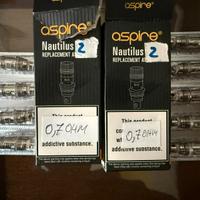 aspire
Nautilus 2
REPLACEMENT
This product
0,7 OHM
addictive substance.
aspire
Nautilus
2
REPLACEMENT
This product
0,7 OHM
addictive substance.